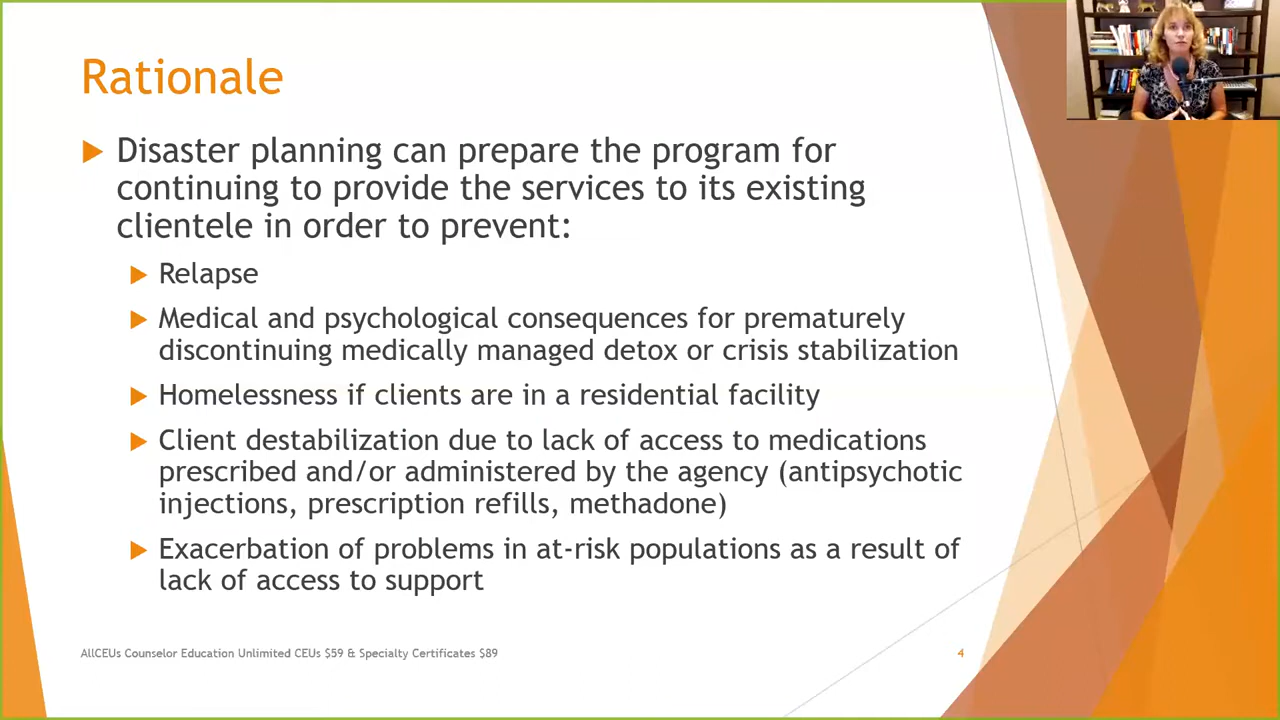 Rationale
Disaster planning can prepare the program for
continuing to provide the services to its existing
clientele in order to prevent:
Relapse
Medical and psychological consequences for prematurely
discontinuing medically managed detox or crisis stabilization
Homelessness if clients are in a residential facility
Client destabilization due to lack of access to medications
prescribed and/or administered by the agency (antipsychotic
injections, prescription refills, methadone)
Exacerbation of problems in at-risk populations as a result of
lack of access to support
AllCEUs Counselor Education Unlimited CEUs $59 & Specialty Certificates $89
4